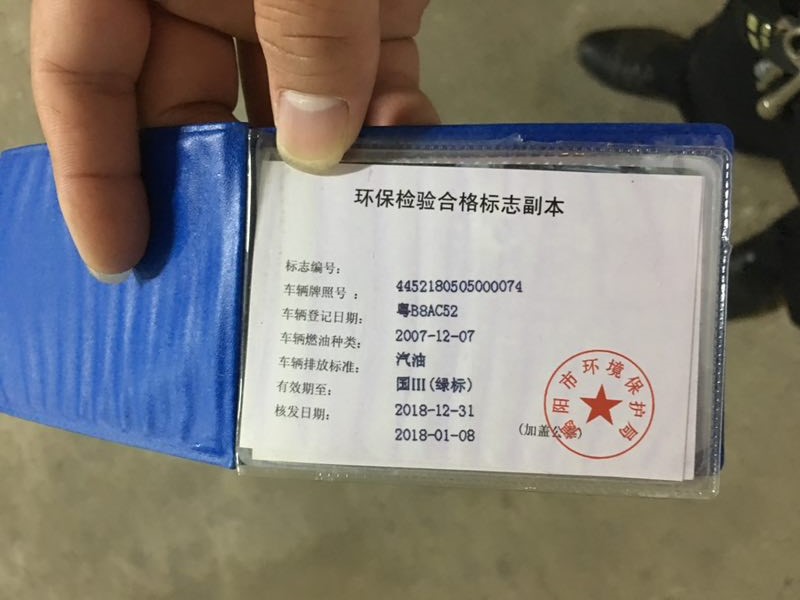 环保检验合格标志副本
标志编号: 4452180505000074
车辆牌照号: 粤B8AC52
车辆登记日期: 2007-12-07
车辆燃油种类: 汽油
车辆排放标准: 国III(绿标)
有效期至: 2018-12-31
核发日期: 2018-01-08
(加盖公章)
阳市环境保护局